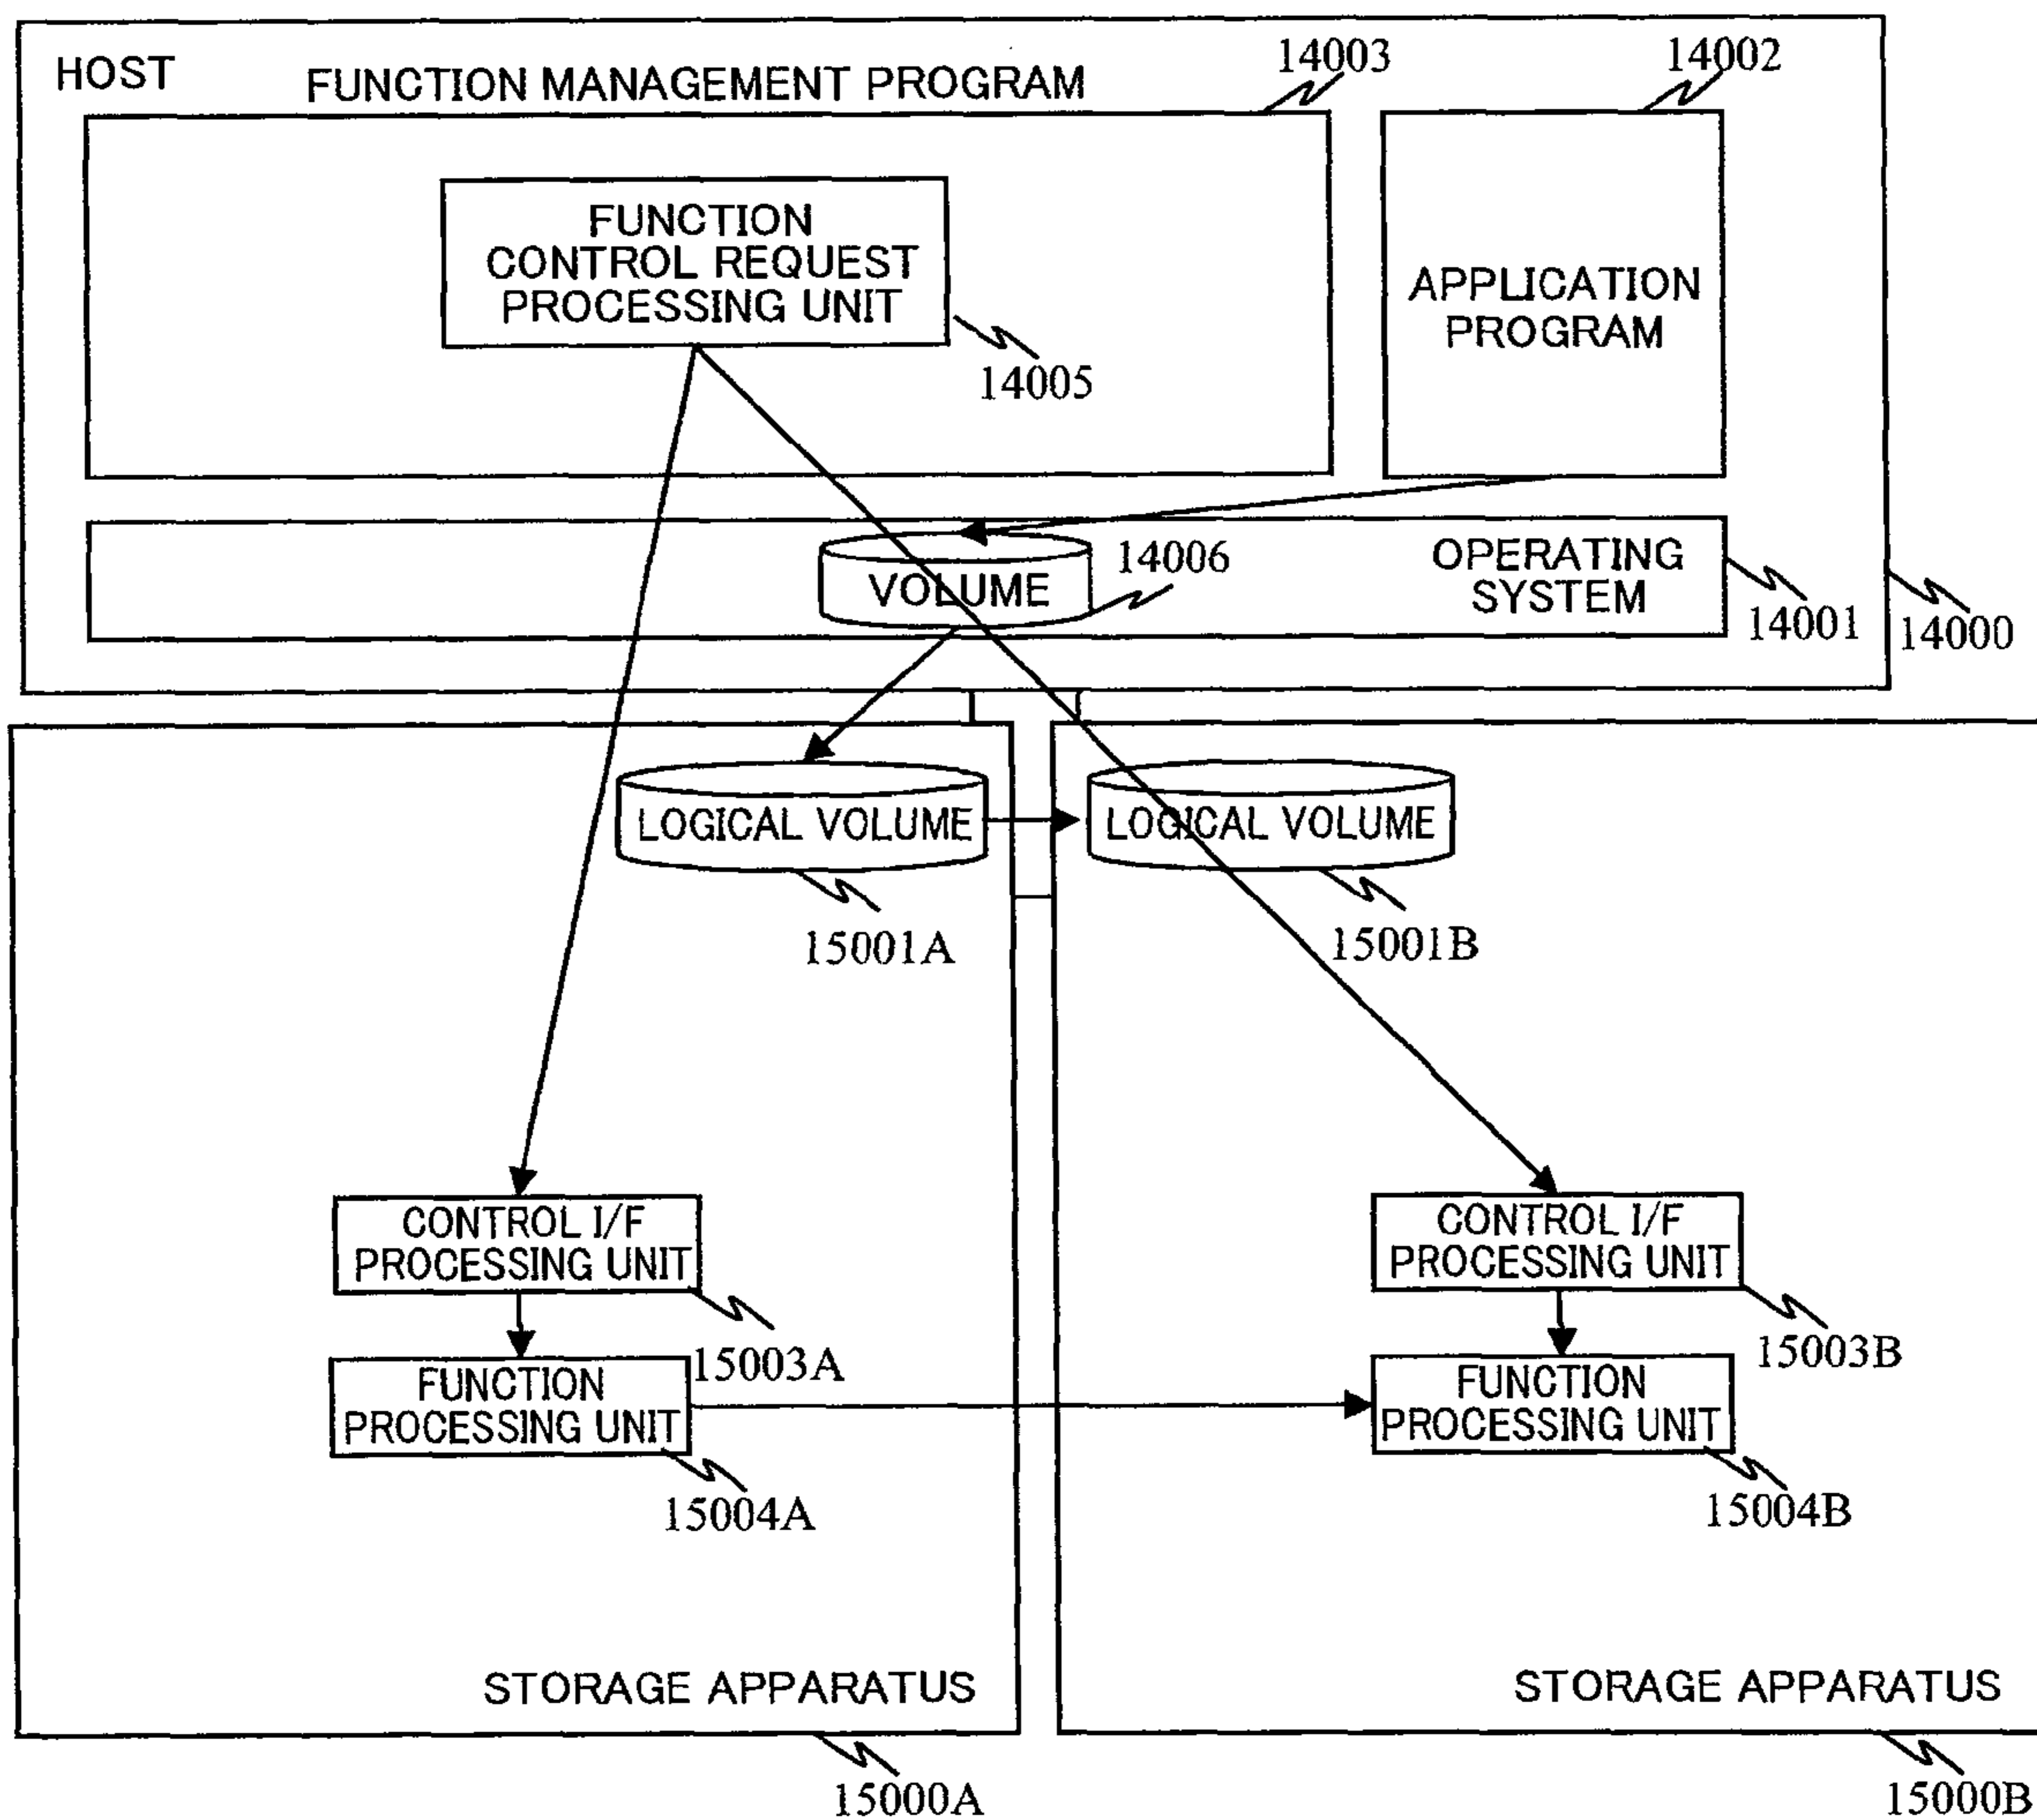 HOST
FUNCTION MANAGEMENT PROGRAM
14003
14002
FUNCTION
CONTROL REQUEST
PROCESSING UNIT
14005
APPLICATION
PROGRAM
VOLUME
14006
OPERATING
SYSTEM
14001
14000
LOGICAL VOLUME
15001A
LOGICAL VOLUME
15001B
CONTROL I/F
PROCESSING UNIT
15003A
FUNCTION
PROCESSING UNIT
15004A
CONTROL I/F
PROCESSING UNIT
15003B
FUNCTION
PROCESSING UNIT
15004B
STORAGE APPARATUS
15000A
STORAGE APPARATUS
15000B